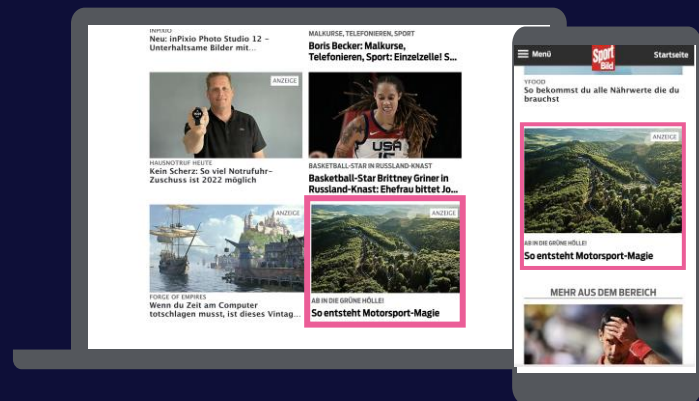 INPIXIO
Neu: inPixio Photo Studio 12 –
Unterhaltsame Bilder mit...
MALKURSE, TELEFONIEREN, SPORT
Boris Becker: Malkurse,
Telefonieren, Sport: Einzelzelle! S...
ANZEIGE
HAUSNOTRUF HEUTE
Kein Scherz: So viel Notrufuhr-
Zuschuss ist 2022 möglich
USA
BASKETBALL-STAR IN RUSSLAND-KNAST
Basketball-Star Brittney Griner in
Russland-Knast: Ehefrau bittet Jo...
ANZEIGE
FORGE OF EMPIRES
Wenn du Zeit am Computer
totschlagen musst, ist dieses Vintag...
ANZEIGE
AB IN DIE GRÜNE HÖLLE!
So entsteht Motorsport-Magie
Menü
Sport
Bild
Startseite
YFOOD
So bekommst du alle Nährwerte die du
brauchst
ANZEIGE
AB IN DIE GRÜNE HÖLLE!
So entsteht Motorsport-Magie
MEHR AUS DEM BEREICH